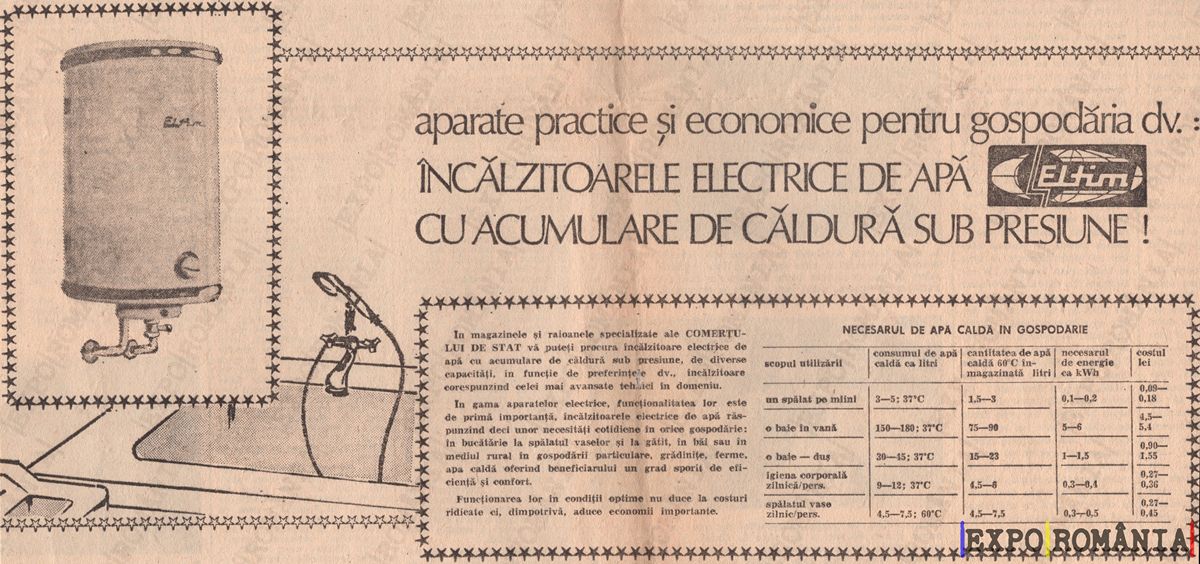 Eltim
aparate practice și economice pentru gospodăria dv. :
ÎNCĂLZITOARELE ELECTRICE DE APĂ Eltim
CU ACUMULARE DE CĂLDURĂ SUB PRESIUNE !
In magazinele și raioanele specializate ale COMERȚU-
LUI DE STAT vă puteți procura încălzitoare electrice de
apă cu acumulare de căldură sub presiune, de diverse
capacități, în funcție de preferințele dv., încălzitoare
corespunzind celei mai avansate tehnici în domeniu.
In gama aparatelor electrice, funcționalitatea lor este
de primă importanță, încălzitoarele electrice de apă răs-
punzind deci unor necesități cotidiene în orice gospodărie:
în bucătărie la spălatul vaselor și la gătit, în băi sau în
mediul rural în gospodării particulare, grădinițe, ferme,
apa caldă oferind beneficiarului un grad sporit de efi-
ciență și confort.
Funcționarea lor în condiții optime nu duce la costuri
ridicate ci, dimpotrivă, aduce economii importante.
NECESARUL DE APĂ CALDĂ IN GOSPODĂRIE
scopul utilizării | consumul de apă caldă ca litri | cantitatea de apă caldă 60°C în- magazinată litri | necesarul de energie ca kWh | costul lei
un spălat pe mîini | 3—5; 37°C | 1,5—3 | 0,1—0,2 | 0,09— 0,18
o baie în vană | 150—180; 37°C | 75—90 | 5—6 | 4,5— 5,4
o baie — duș | 30—45; 37°C | 15—23 | 1—1,5 | 0,90— 1,55
igiena corporală zilnică/pers. | 9—12; 37°C | 4,5—6 | 0,3—0,4 | 0,27— 0,36
spălatul vase zilnic/pers. | 4,5—7,5; 60°C | 4,5—7,5 | 0,3—0,5 | 0,27— 0,45
EXPO ROMÂNIA